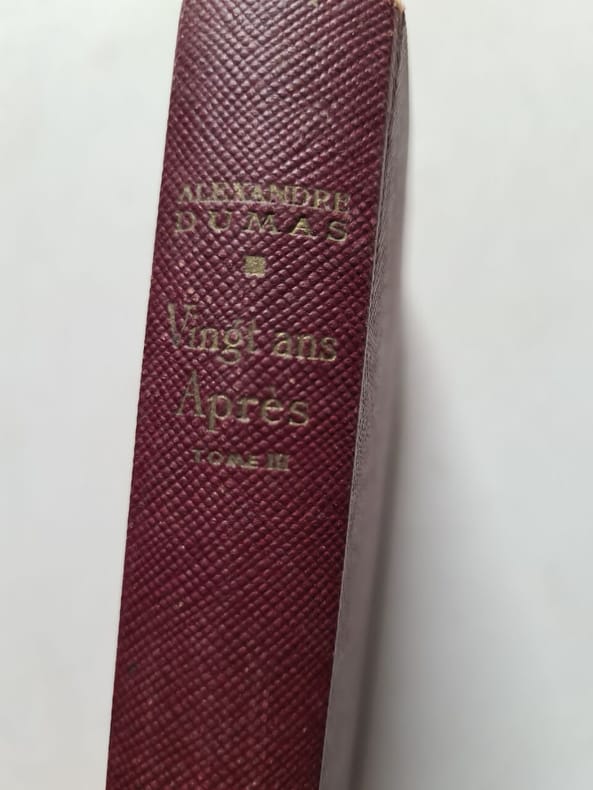 ALEXANDRE
DUMAS
Vingt ans
Après
TOME III